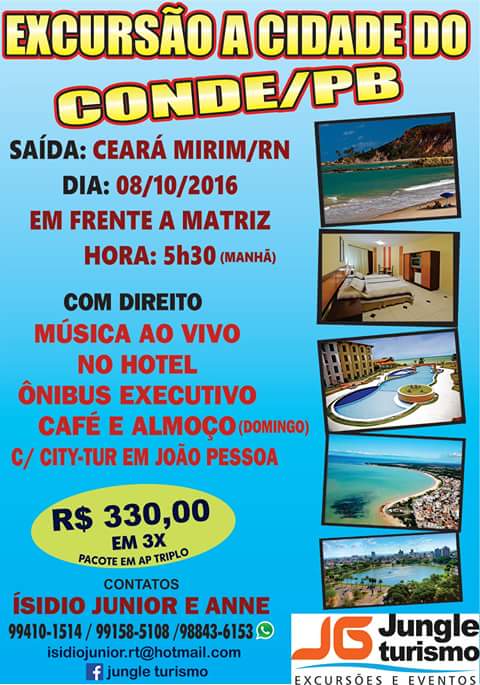 EXCURSÃO A CIDADE DO
CONDE/PB
SAÍDA: CEARÁ MIRIM/RN
DIA: 08/10/2016
EM FRENTE A MATRIZ
HORA: 5h30 (MANHÃ)
COM DIREITO
MÚSICA AO VIVO
NO HOTEL
ÔNIBUS EXECUTIVO
CAFÉ E ALMOÇO (DOMINGO)
C/ CITY-TUR EM JOÃO PESSOA
R$ 330,00
EM 3X
PACOTE EM AP TRIPLO
CONTATOS
ÍSIDIO JUNIOR E ANNE
99410-1514 / 99158-5108 /98843-6153
isidiojunior.rt@hotmail.com
f jungle turismo
JG Jungle
turismo
EXCURSÕES E EVENTOS